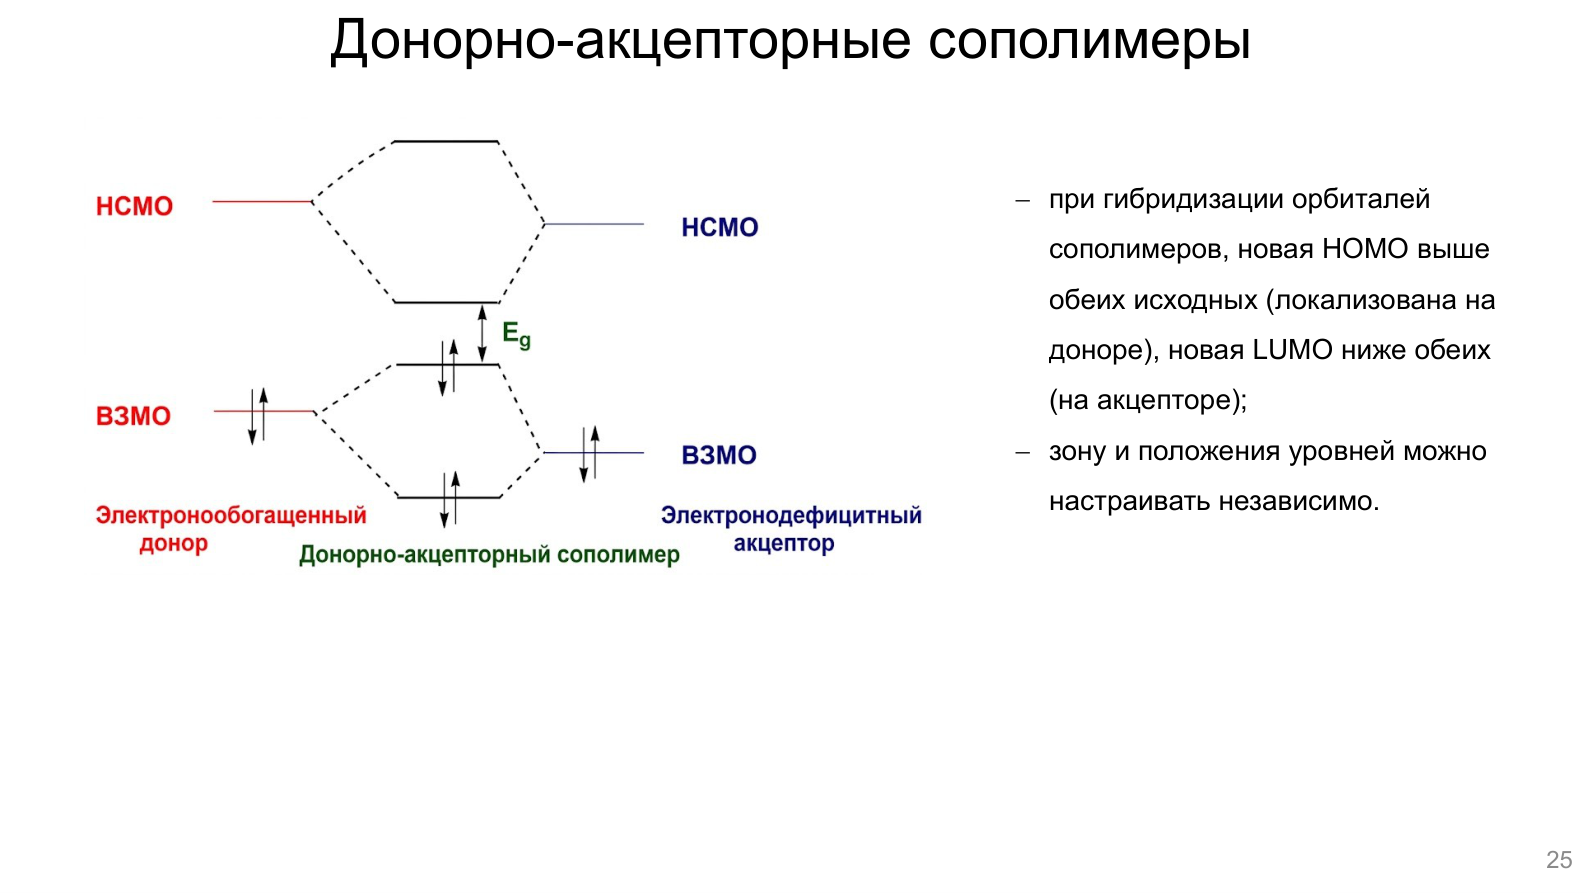 Донорно-акцепторные сополимеры
НСМО
НСМО
Eg
ВЗМО
ВЗМО
Электронообогащенный
донор
Электронодефицитный
акцептор
Донорно-акцепторный сополимер
– при гибридизации орбиталей
сополимеров, новая HOMO выше
обеих исходных (локализована на
доноре), новая LUMO ниже обеих
(на акцепторе);
– зону и положения уровней можно
настраивать независимо.
25